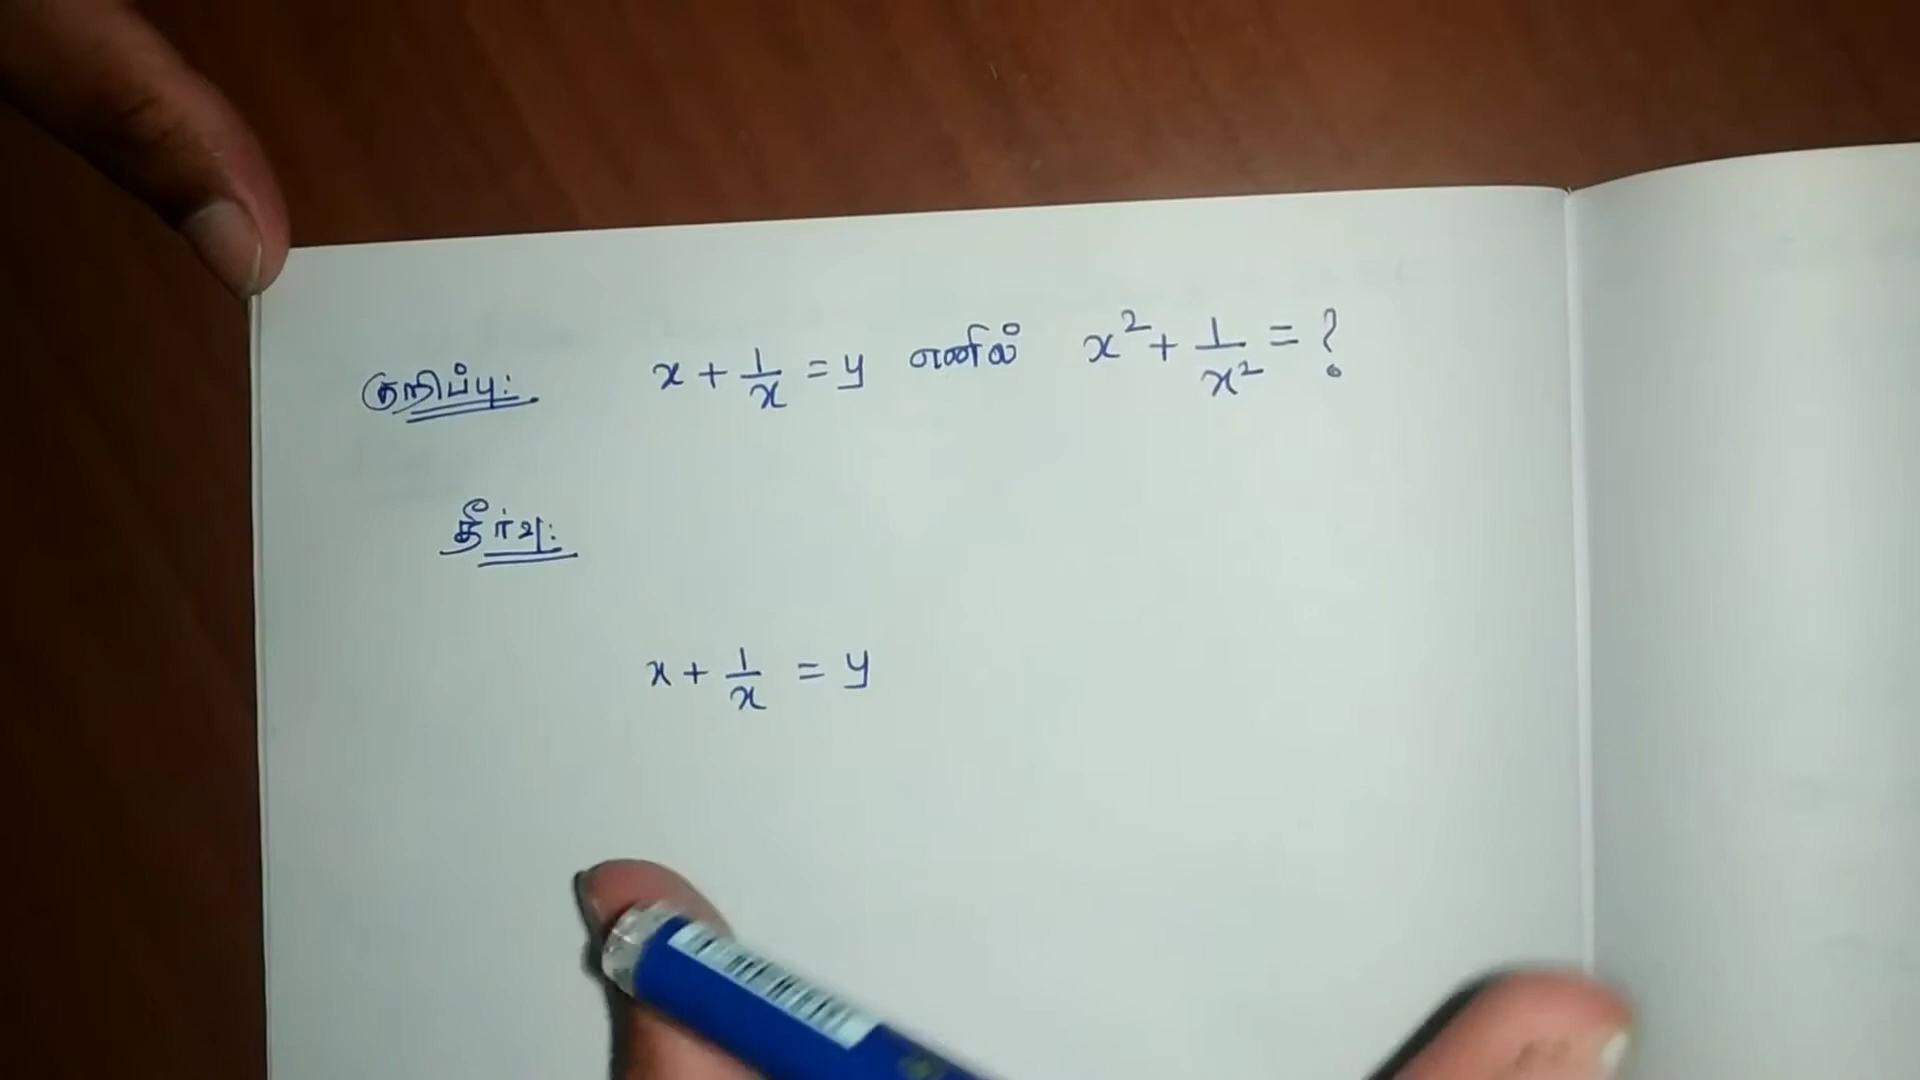 குறிப்பு: x + 1/x = y எனில் x² + 1/x² = ?
தீர்வு:
x + 1/x = y